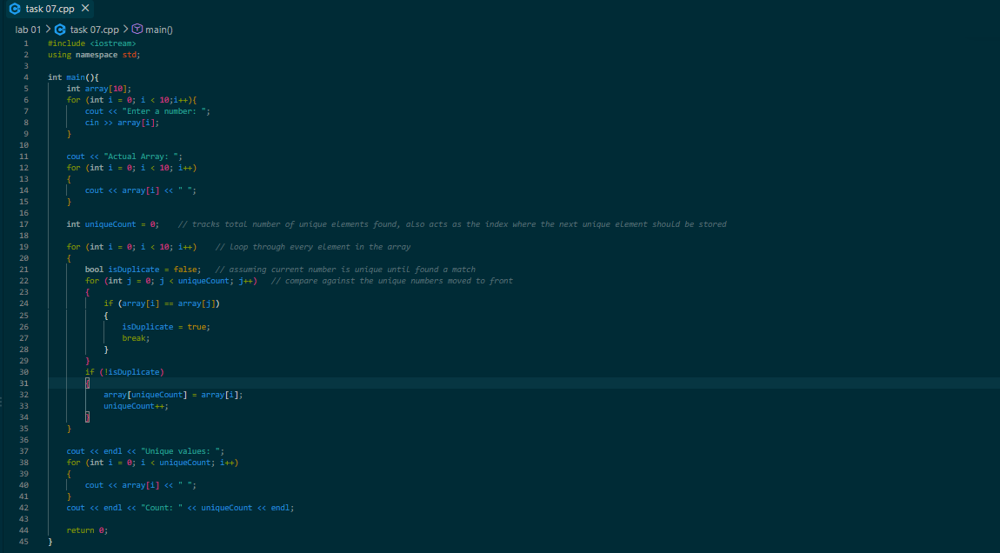 task 07.cpp
lab 01 > task 07.cpp > main()
1 #include <iostream>
2 using namespace std;
3
4 int main(){
5     int array[10];
6     for (int i = 0; i < 10;i++){
7         cout << "Enter a number: ";
8         cin >> array[i];
9     }
10
11     cout << "Actual Array: ";
12     for (int i = 0; i < 10; i++)
13     {
14         cout << array[i] << " ";
15     }
16
17     int uniqueCount = 0;    // tracks total number of unique elements found, also acts as the index where the next unique element should be stored
18
19     for (int i = 0; i < 10; i++)    // loop through every element in the array
20     {
21         bool isDuplicate = false;   // assuming current number is unique until found a match
22         for (int j = 0; j < uniqueCount; j++)   // compare against the unique numbers moved to front
23         {
24             if (array[i] == array[j])
25             {
26                 isDuplicate = true;
27                 break;
28             }
29         }
30         if (!isDuplicate)
31         {
32             array[uniqueCount] = array[i];
33             uniqueCount++;
34         }
35     }
36
37     cout << endl << "Unique values: ";
38     for (int i = 0; i < uniqueCount; i++)
39     {
40         cout << array[i] << " ";
41     }
42     cout << endl << "Count: " << uniqueCount << endl;
43
44     return 0;
45 }